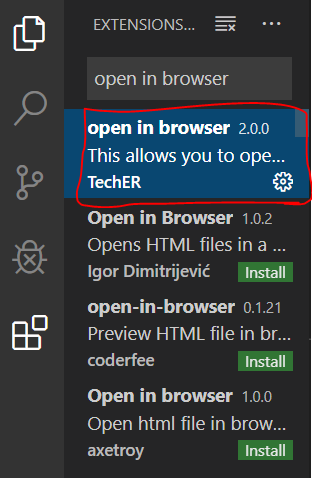 EXTENSIONS...
open in browser
open in browser 2.0.0
This allows you to ope...
TechER
Open in Browser 1.0.2
Opens HTML files in a ...
Igor Dimitrijević Install
open-in-browser 0.1.21
Preview HTML file in br...
coderfee Install
Open in browser 1.0.0
Open html file in brow...
axetroy Install